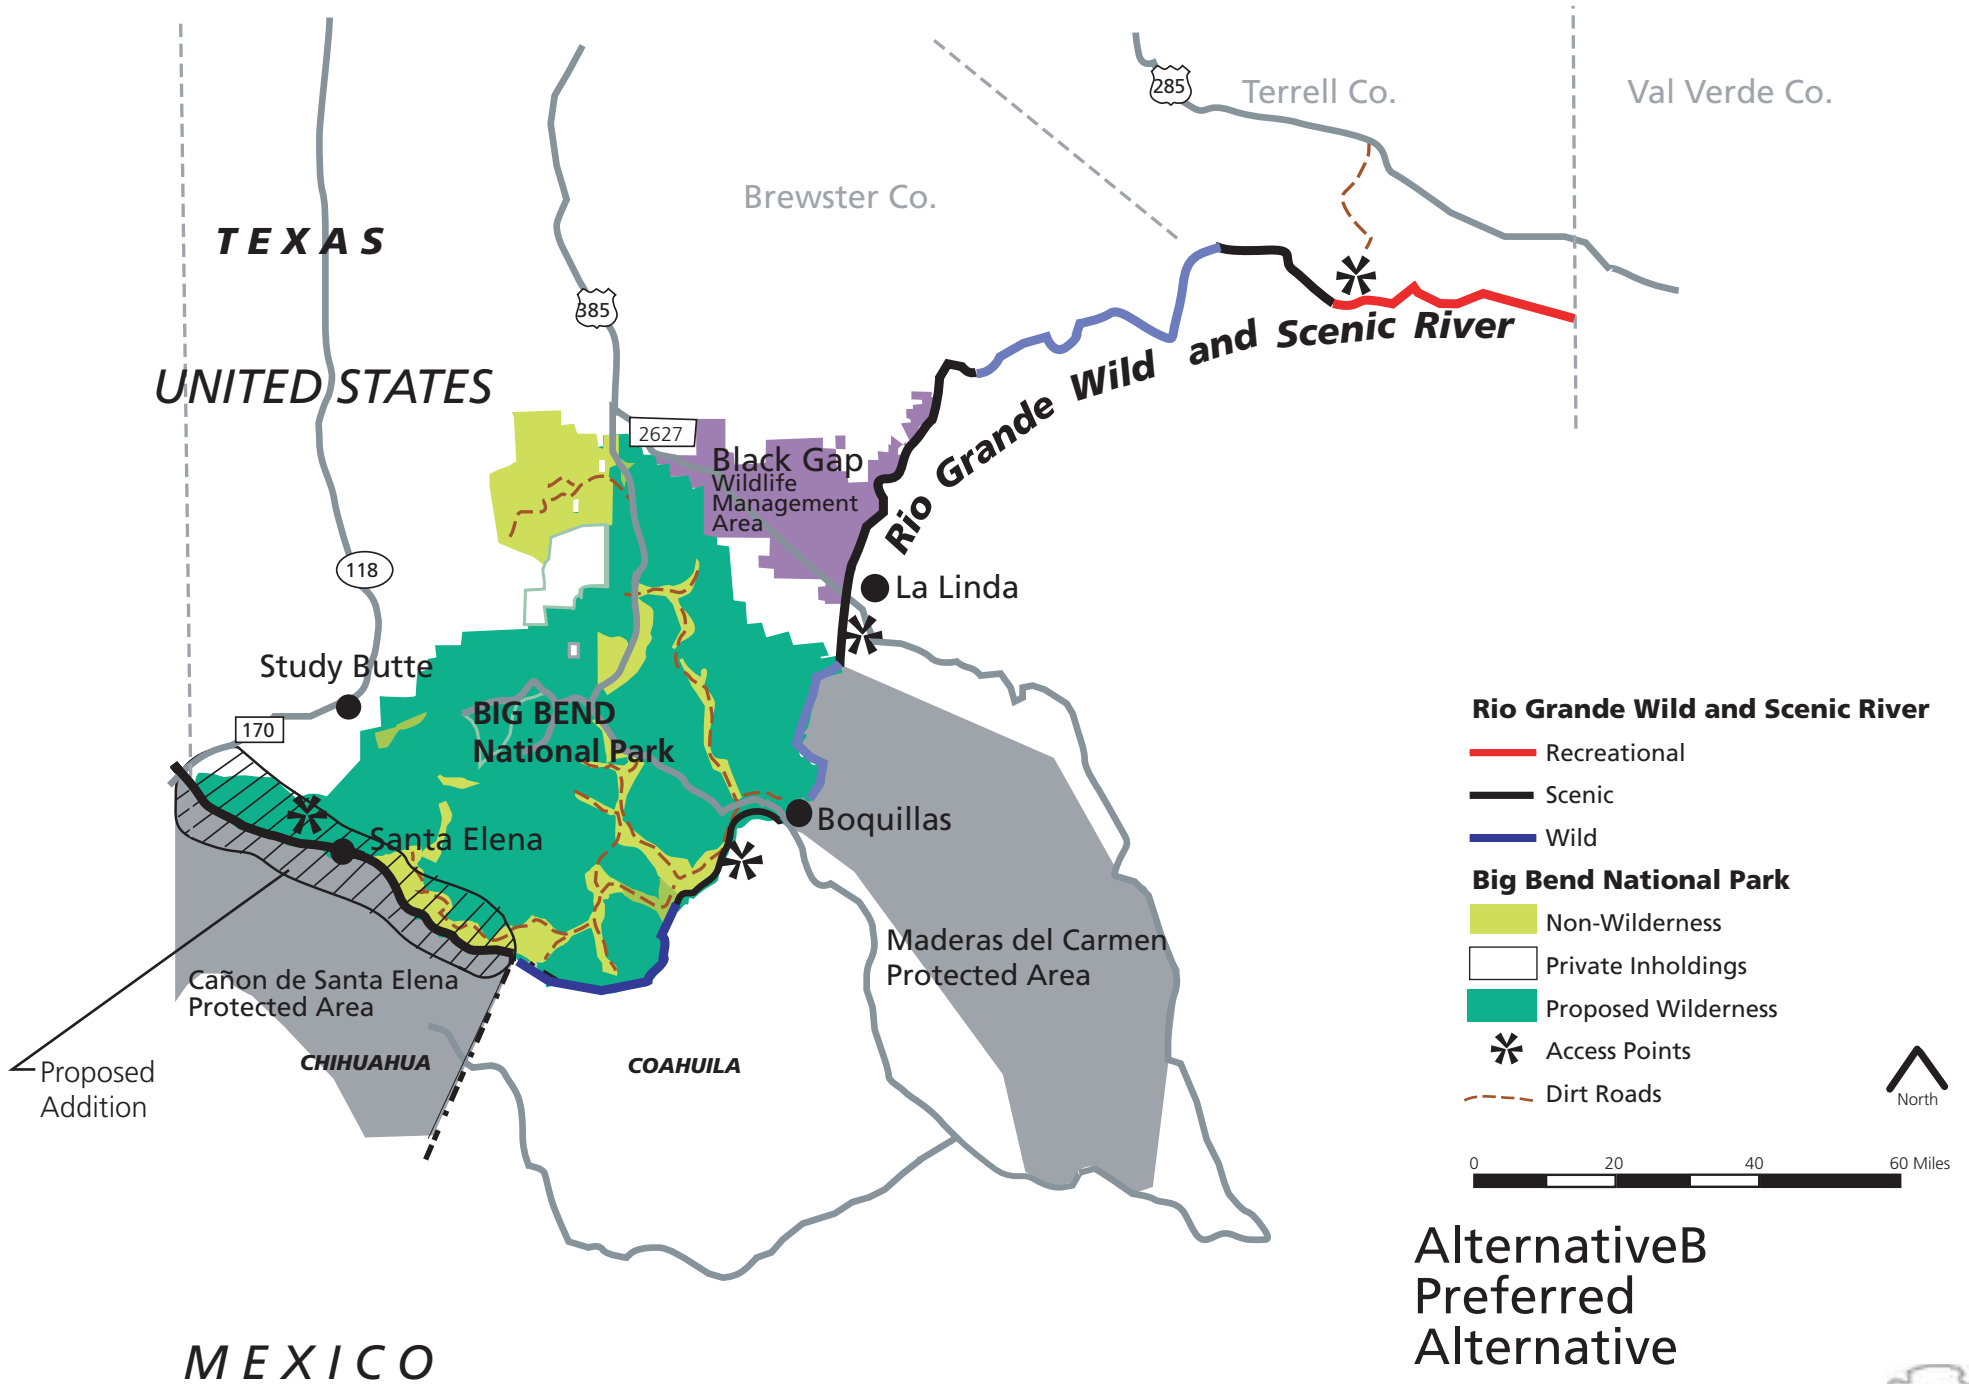 285
Terrell Co.
Val Verde Co.
Brewster Co.
TEXAS
385
UNITED STATES
Rio Grande Wild and Scenic River
2627
Black Gap
Wildlife
Management
Area
118
La Linda
Study Butte
170
BIG BEND
National Park
Boquillas
Santa Elena
Maderas del Carmen
Protected Area
Cañon de Santa Elena
Protected Area
CHIHUAHUA
COAHUILA
Proposed
Addition
MEXICO
Rio Grande Wild and Scenic River
Recreational
Scenic
Wild
Big Bend National Park
Non-Wilderness
Private Inholdings
Proposed Wilderness
Access Points
Dirt Roads
North
0 20 40 60 Miles
AlternativeB
Preferred
Alternative